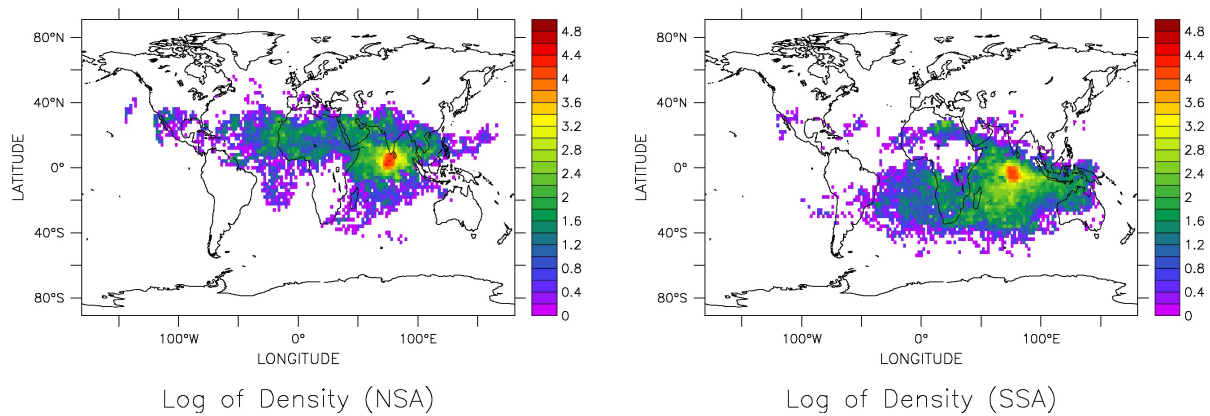 80°N
40°N
0°
40°S
80°S
LATITUDE
100°W
0°
100°E
LONGITUDE
4.8
4.4
4
3.6
3.2
2.8
2.4
2
1.6
1.2
0.8
0.4
0
Log of Density (NSA)
80°N
40°N
0°
40°S
80°S
LATITUDE
100°W
0°
100°E
LONGITUDE
4.8
4.4
4
3.6
3.2
2.8
2.4
2
1.6
1.2
0.8
0.4
0
Log of Density (SSA)